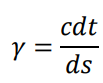 γ = cdt/ds